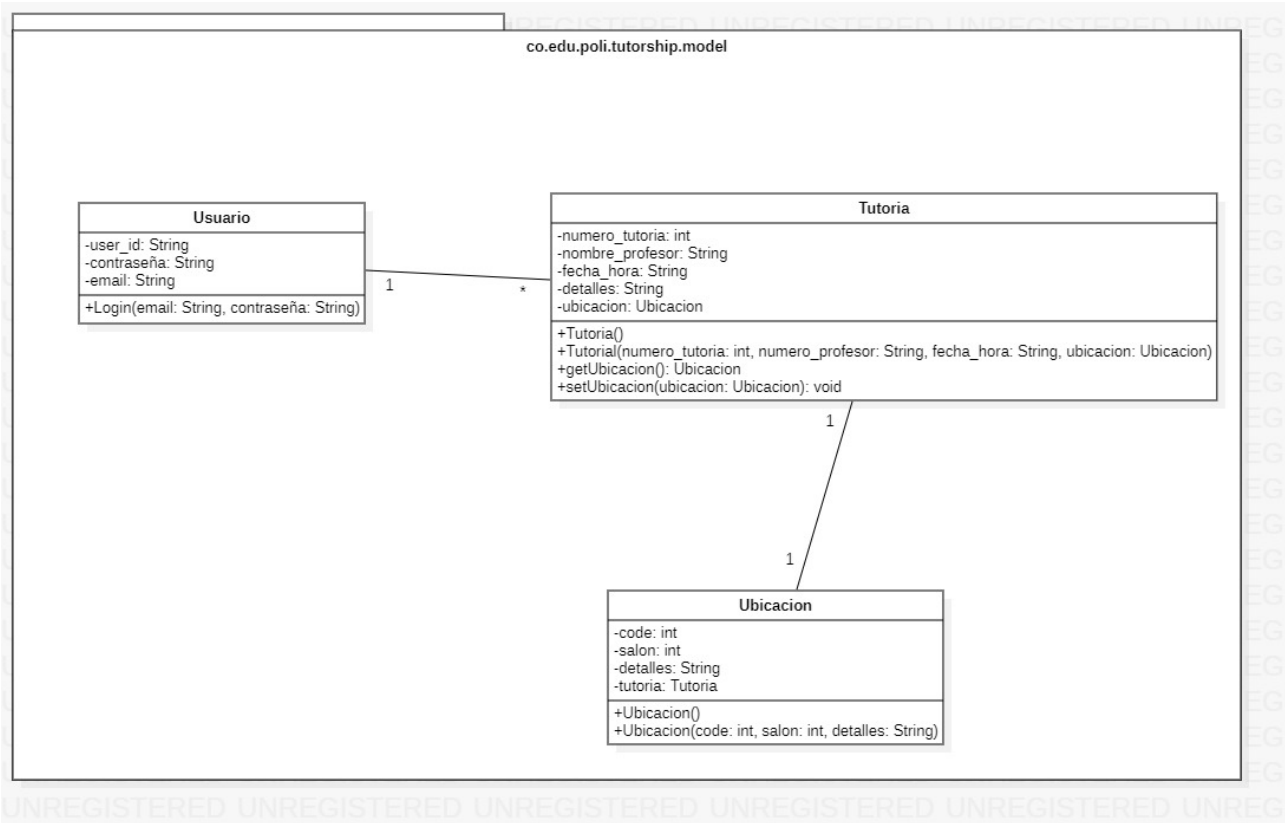 co.edu.poli.tutorship.model
Usuario
-user_id: String
-contraseña: String
-email: String
+Login(email: String, contraseña: String)
1
*
Tutoria
-numero_tutoria: int
-nombre_profesor: String
-fecha_hora: String
-detalles: String
-ubicacion: Ubicacion
+Tutoria()
+Tutorial(numero_tutoria: int, numero_profesor: String, fecha_hora: String, ubicacion: Ubicacion)
+getUbicacion(): Ubicacion
+setUbicacion(ubicacion: Ubicacion): void
1
1
Ubicacion
-code: int
-salon: int
-detalles: String
-tutoria: Tutoria
+Ubicacion()
+Ubicacion(code: int, salon: int, detalles: String)
UNREGISTERED UNREGISTERED UNREGISTERED UNREGISTERED UNREGISTERED UNREG